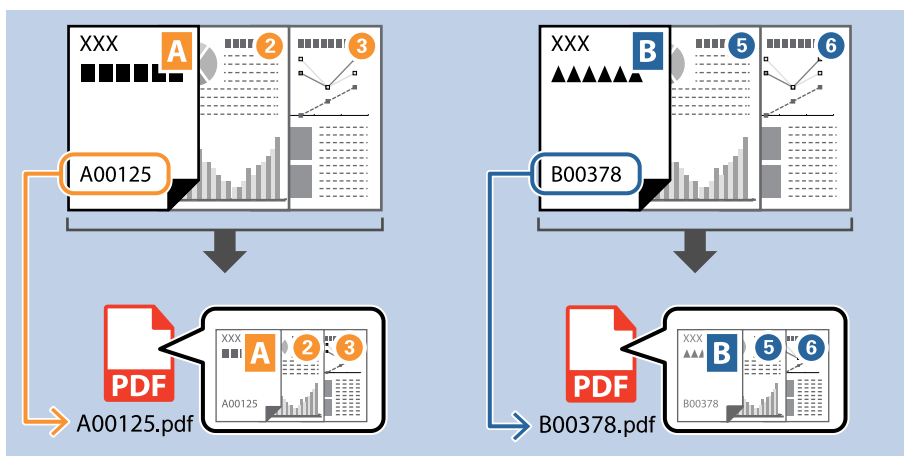 XXX
A
2
3
A00125
XXX
B
5
6
B00378
PDF
XXX
A
2
3
A00125
A00125.pdf
PDF
XXX
B
5
6
B00378
B00378.pdf